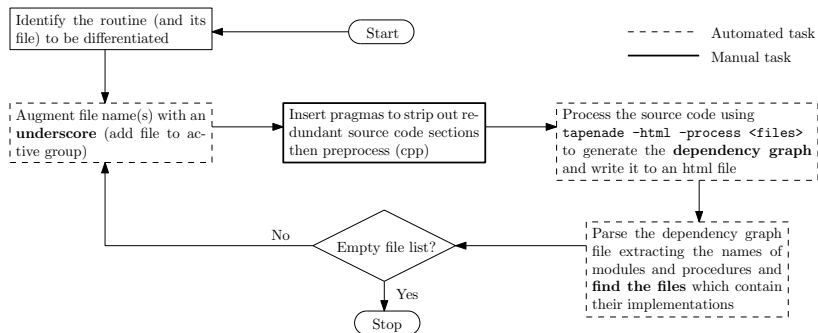 Identify the routine (and its
file) to be differentiated
Start
Automated task
Manual task
Augment file name(s) with an
underscore (add file to ac-
tive group)
Insert pragmas to strip out re-
dundant source code sections
then preprocess (cpp)
Process the source code using
tapenade -html -process <files>
to generate the dependency graph
and write it to an html file
Parse the dependency graph
file extracting the names of
modules and procedures and
find the files which contain
their implementations
Empty file list?
No
Yes
Stop